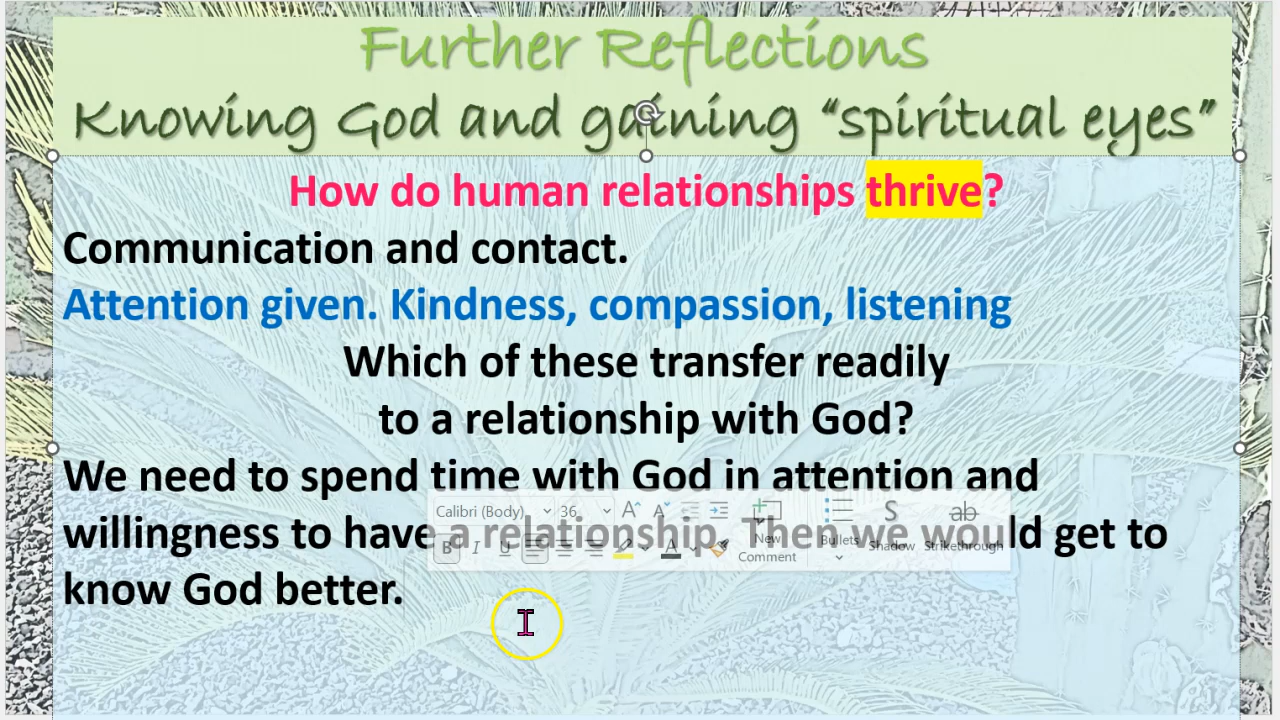 Further Reflections
Knowing God and gaining “spiritual eyes”
How do human relationships thrive?
Communication and contact.
Attention given. Kindness, compassion, listening
Which of these transfer readily
to a relationship with God?
We need to spend time with God in attention and
willingness to have a relationship. Then we would get to
know God better.
Calibri (Body) 36 A A
B I U A New Comment Bullets Shadow Strikethrough
S ab